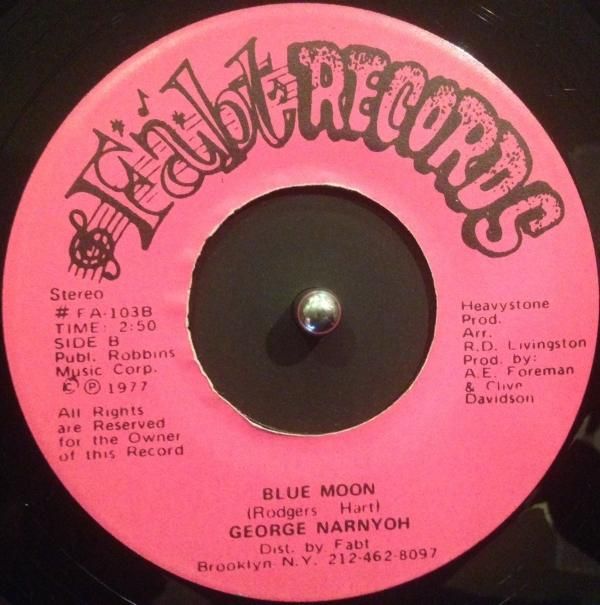 Fabt RECORDS
Stereo
# FA-103B
TIME: 2:50
SIDE B
Publ. Robbins
Music Corp.
© ℗ 1977
All Rights
are Reserved
for the Owner
of this Record
Heavystone
Prod.
Arr.
R.D. Livingston
Prod. by:
A.E. Foreman
& Clive
Davidson
BLUE MOON
(Rodgers Hart)
GEORGE NARNYOH
Dist. by Fabt
Brooklyn N.Y. 212-462-8097